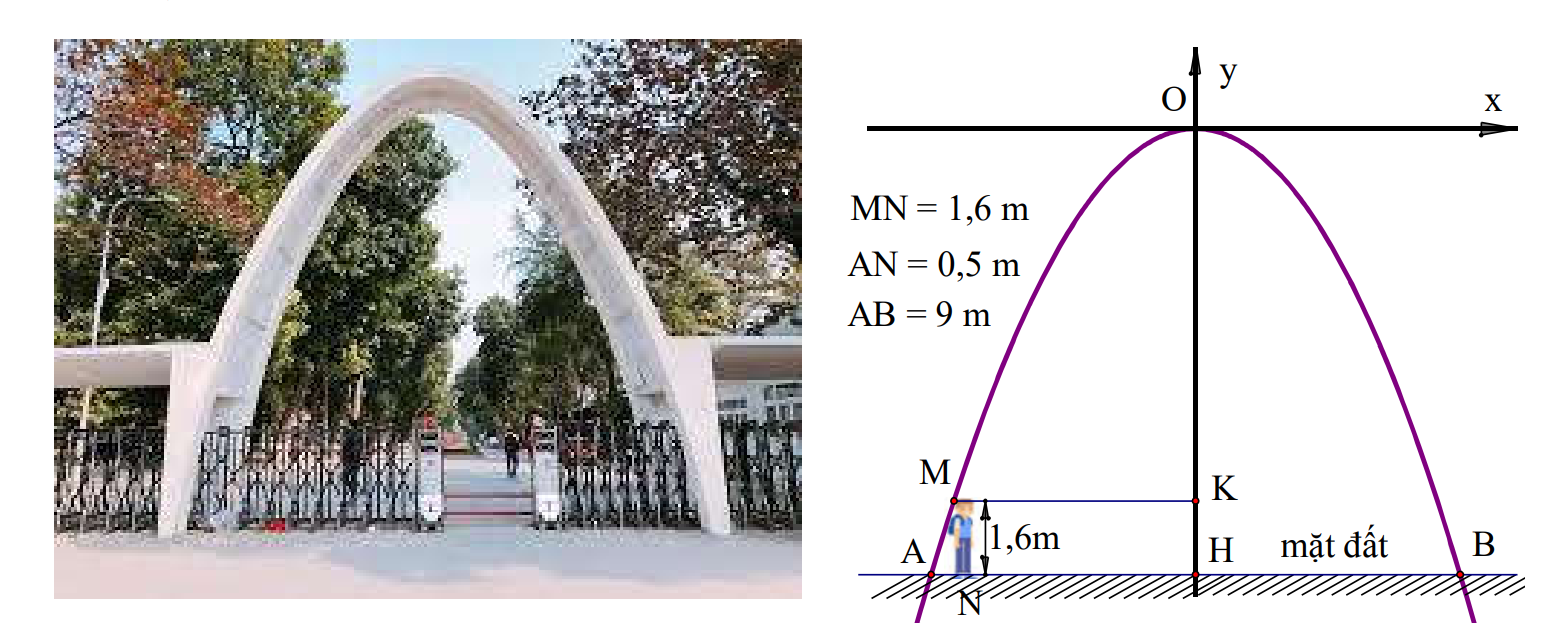 y
O
x
MN = 1,6 m
AN = 0,5 m
AB = 9 m
M
K
1,6m
A
H
mặt đất
B
N